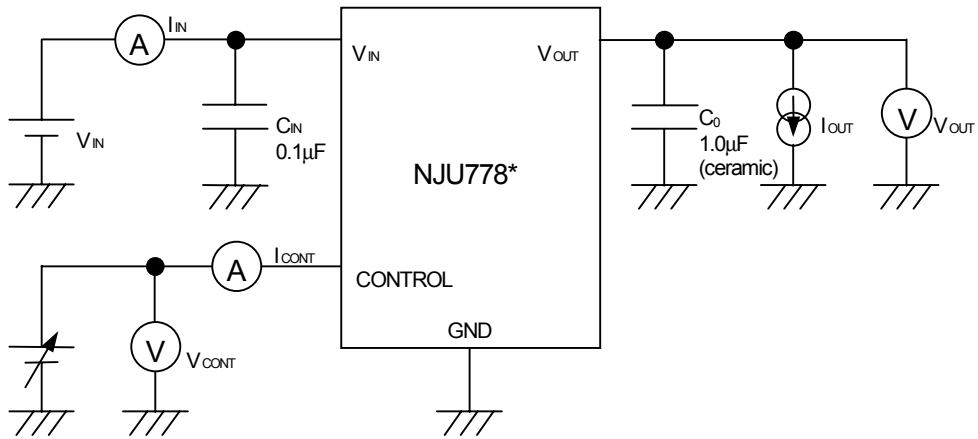 A
IIN
VIN
CIN
0.1µF
VIN
VOUT
NJU778*
CONTROL
GND
C0
1.0µF
(ceramic)
IOUT
V
VOUT
A
ICONT
V
VCONT